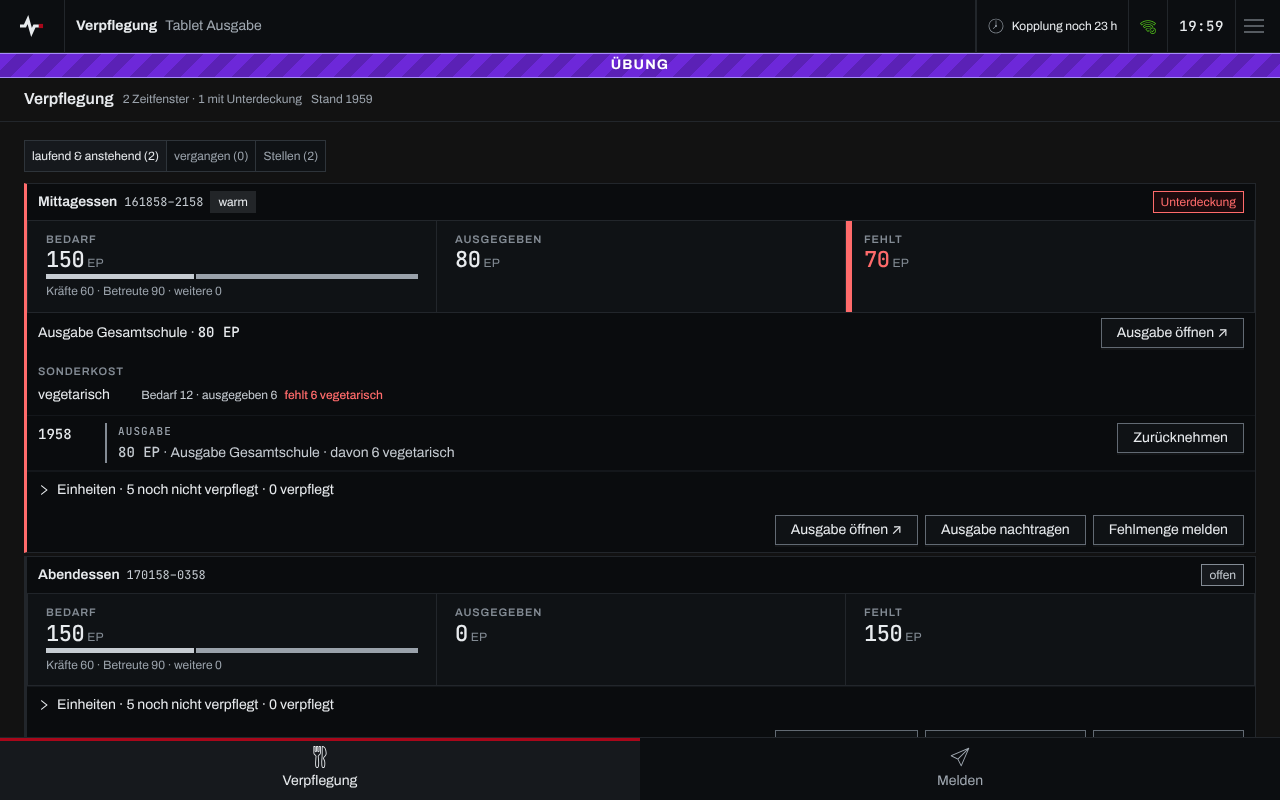 Verpflegung Tablet Ausgabe
Kopplung noch 23 h
19:59
ÜBUNG
Verpflegung 2 Zeitfenster · 1 mit Unterdeckung Stand 1959
laufend & anstehend (2) vergangen (0) Stellen (2)
Mittagessen 161858–2158 warm Unterdeckung
BEDARF AUSGEGEBEN FEHLT
150 EP 80 EP 70 EP
Kräfte 60 · Betreute 90 · weitere 0
Ausgabe Gesamtschule · 80 EP Ausgabe öffnen ↗
SONDERKOST
vegetarisch Bedarf 12 · ausgegeben 6 fehlt 6 vegetarisch
1958 AUSGABE Zurücknehmen
80 EP · Ausgabe Gesamtschule · davon 6 vegetarisch
Einheiten · 5 noch nicht verpflegt · 0 verpflegt
Ausgabe öffnen ↗ Ausgabe nachtragen Fehlmenge melden
Abendessen 170158–0358 offen
BEDARF AUSGEGEBEN FEHLT
150 EP 0 EP 150 EP
Kräfte 60 · Betreute 90 · weitere 0
Einheiten · 5 noch nicht verpflegt · 0 verpflegt
Verpflegung Melden